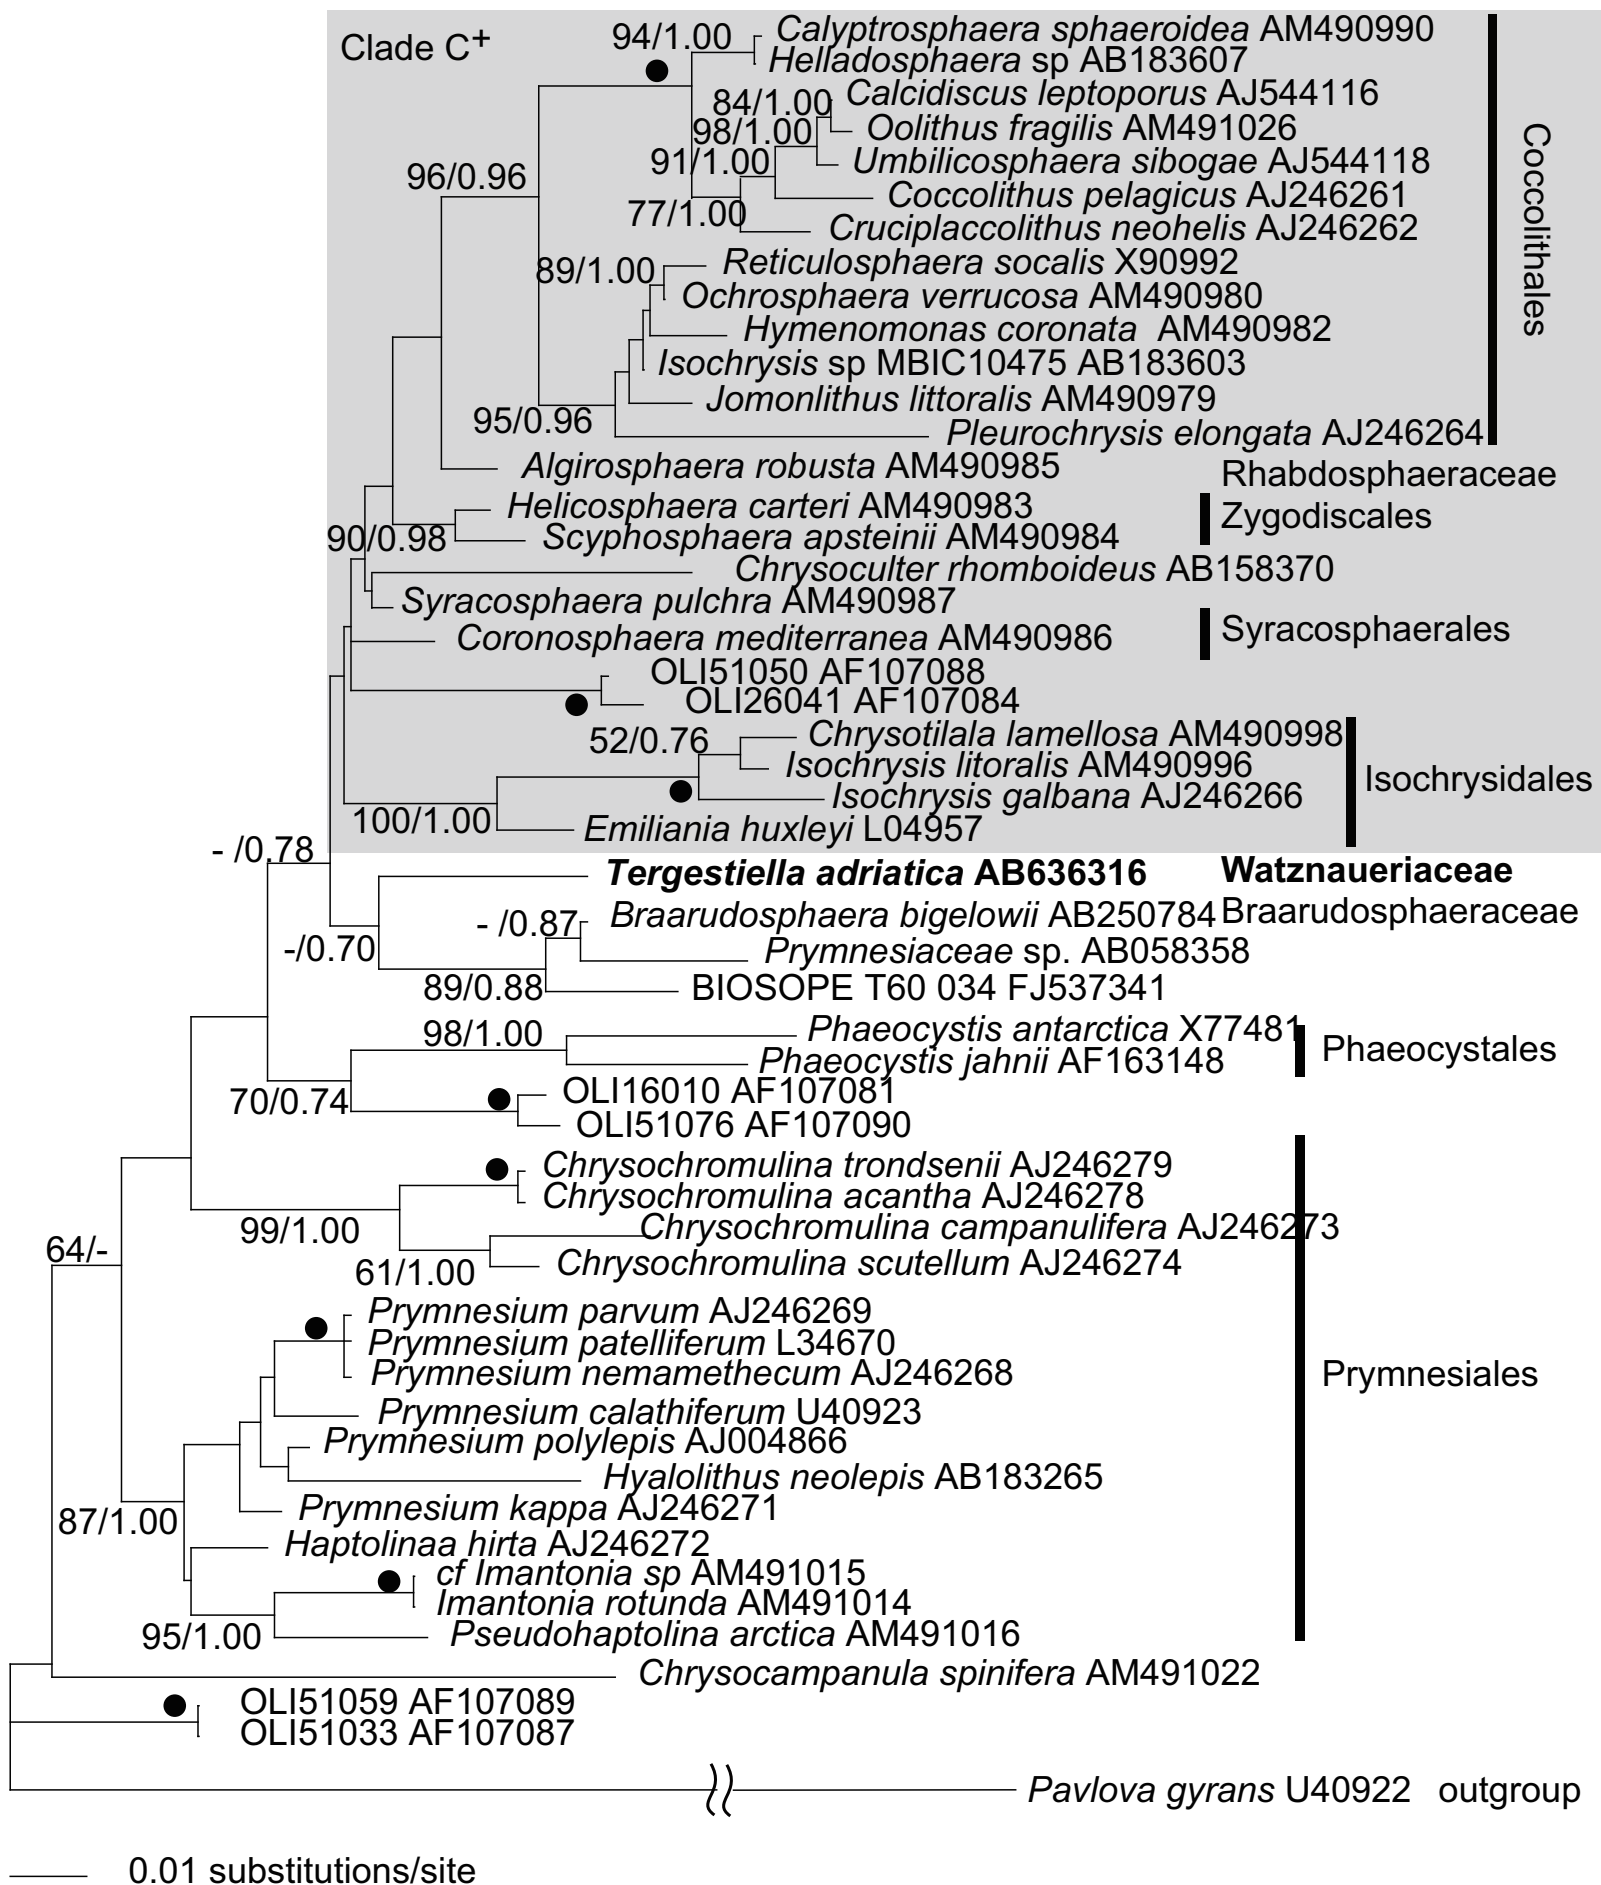 Clade C+
94/1.00
Calyptrosphaera sphaeroidea AM490990
Helladosphaera sp AB183607
84/1.00
Calcidiscus leptoporus AJ544116
98/1.00
Oolithus fragilis AM491026
91/1.00
Umbilicosphaera sibogae AJ544118
96/0.96
Coccolithus pelagicus AJ246261
77/1.00
Cruciplaccolithus neohelis AJ246262
Coccolithales
89/1.00
Reticulosphaera socalis X90992
Ochrosphaera verrucosa AM490980
Hymenomonas coronata AM490982
Isochrysis sp MBIC10475 AB183603
Jomonlithus littoralis AM490979
95/0.96
Pleurochrysis elongata AJ246264
Algirosphaera robusta AM490985
Rhabdosphaeraceae
Helicosphaera carteri AM490983
Zygodiscales
90/0.98
Scyphosphaera apsteinii AM490984
Chrysoculter rhomboideus AB158370
Syracosphaera pulchra AM490987
Syracosphaerales
Coronosphaera mediterranea AM490986
OLI51050 AF107088
OLI26041 AF107084
52/0.76
Chrysotilala lamellosa AM490998
Isochrysis litoralis AM490996
Isochrysidales
Isochrysis galbana AJ246266
100/1.00
Emiliania huxleyi L04957
- /0.78
Tergestiella adriatica AB636316 Watznaueriaceae
- /0.87
Braarudosphaera bigelowii AB250784 Braarudosphaeraceae
-/0.70
Prymnesiaceae sp. AB058358
89/0.88
BIOSOPE T60 034 FJ537341
98/1.00
Phaeocystis antarctica X77481
Phaeocystales
Phaeocystis jahnii AF163148
70/0.74
OLI16010 AF107081
OLI51076 AF107090
Chrysochromulina trondsenii AJ246279
Chrysochromulina acantha AJ246278
99/1.00
Chrysochromulina campanulifera AJ246273
64/-
61/1.00
Chrysochromulina scutellum AJ246274
Prymnesium parvum AJ246269
Prymnesium patelliferum L34670
Prymnesium nemamethecum AJ246268
Prymnesiales
Prymnesium calathiferum U40923
Prymnesium polylepis AJ004866
Hyalolithus neolepis AB183265
Prymnesium kappa AJ246271
87/1.00
Haptolinaa hirta AJ246272
cf Imantonia sp AM491015
Imantonia rotunda AM491014
95/1.00
Pseudohaptolina arctica AM491016
Chrysocampanula spinifera AM491022
OLI51059 AF107089
OLI51033 AF107087
Pavlova gyrans U40922 outgroup
0.01 substitutions/site